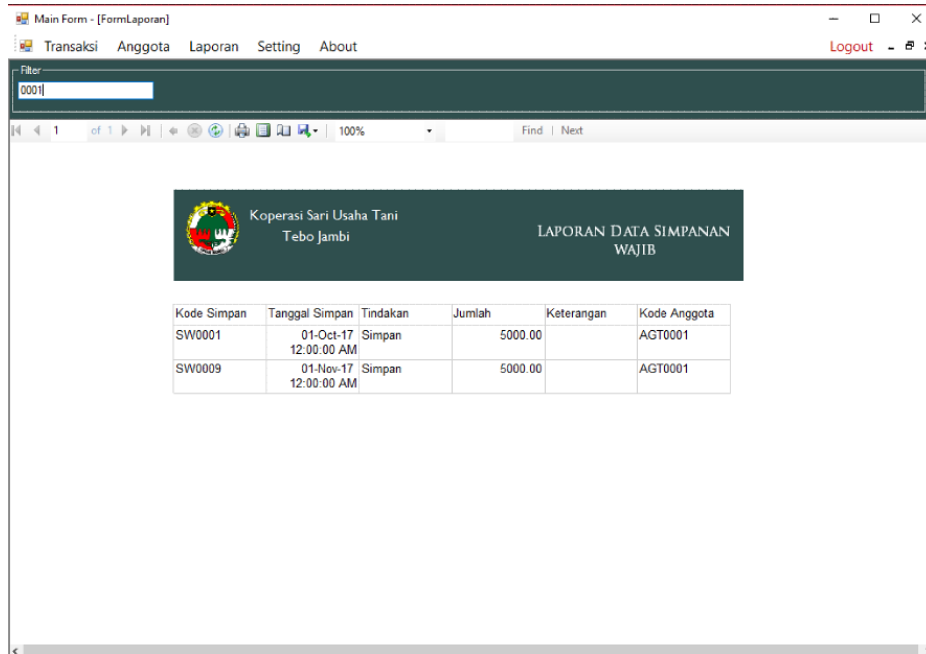 Main Form - [FormLaporan]
Transaksi Anggota Laporan Setting About Logout
Filter
0001
1 of 1 100% Find | Next
Koperasi Sari Usaha Tani
Tebo Jambi
LAPORAN DATA SIMPANAN
WAJIB
Kode Simpan Tanggal Simpan Tindakan Jumlah Keterangan Kode Anggota
SW0001 01-Oct-17 Simpan 5000.00 AGT0001
12:00:00 AM
SW0009 01-Nov-17 Simpan 5000.00 AGT0001
12:00:00 AM